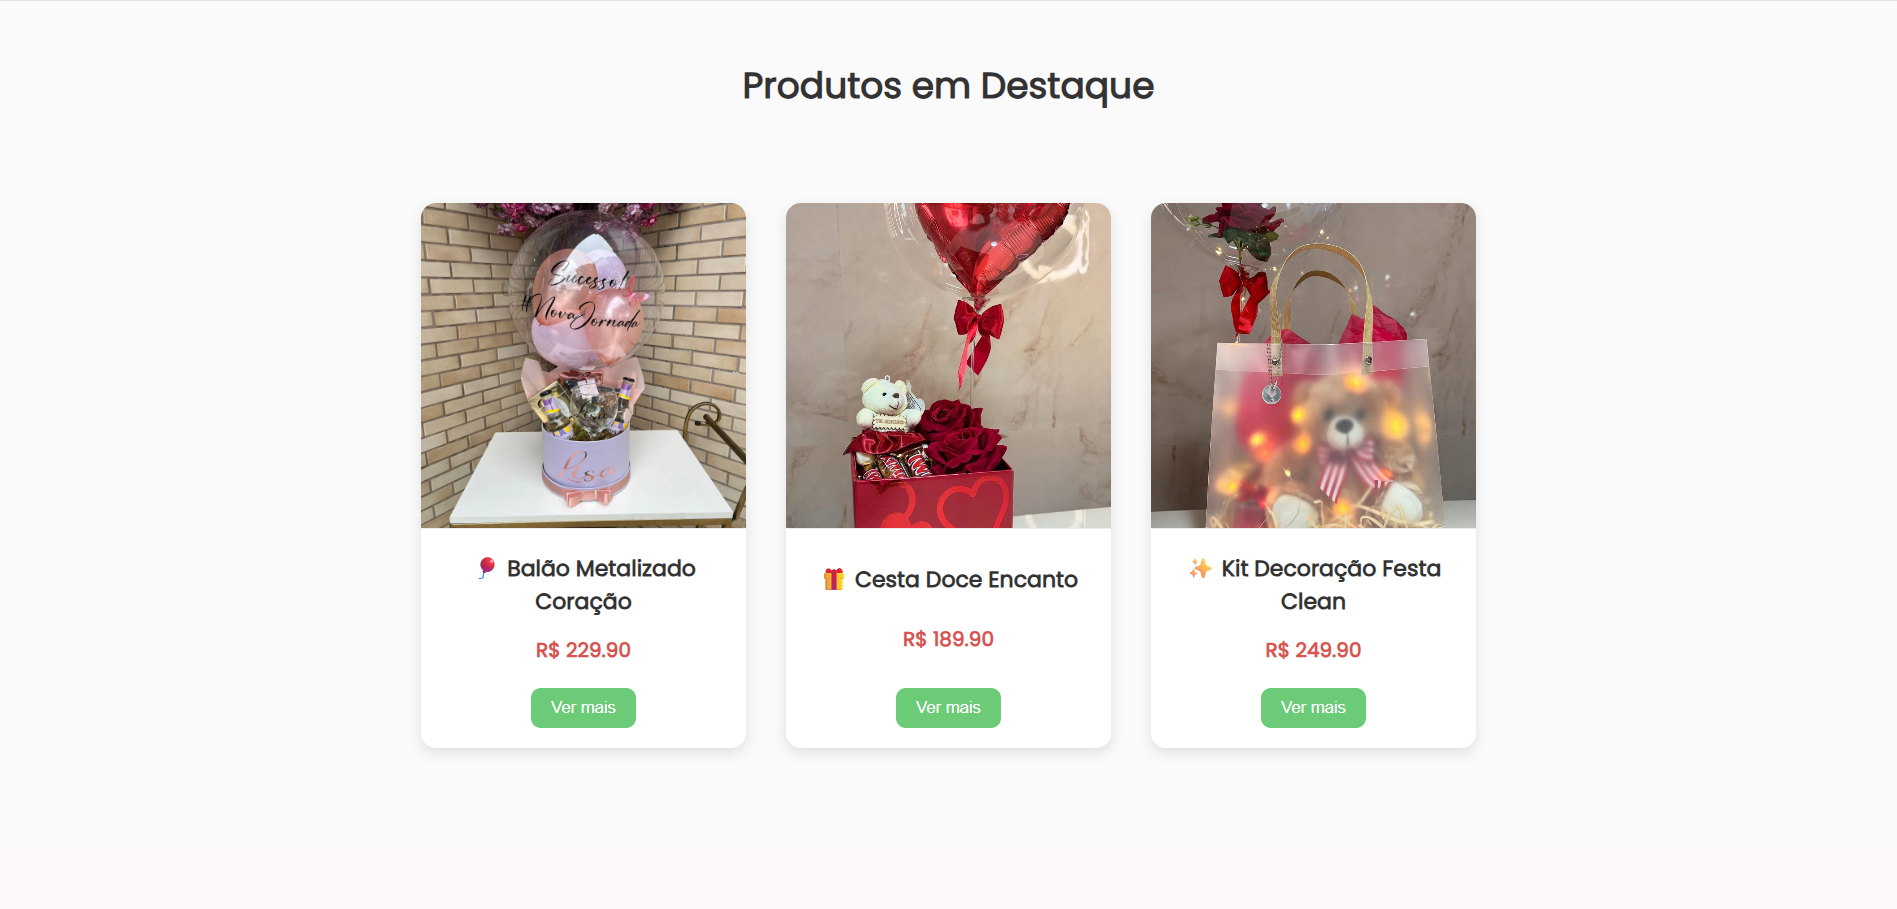 Produtos em Destaque
Sucesso!
#NovaJornada
🎈 Balão Metalizado
Coração
R$ 229.90
Ver mais
🎁 Cesta Doce Encanto
R$ 189.90
Ver mais
✨ Kit Decoração Festa
Clean
R$ 249.90
Ver mais